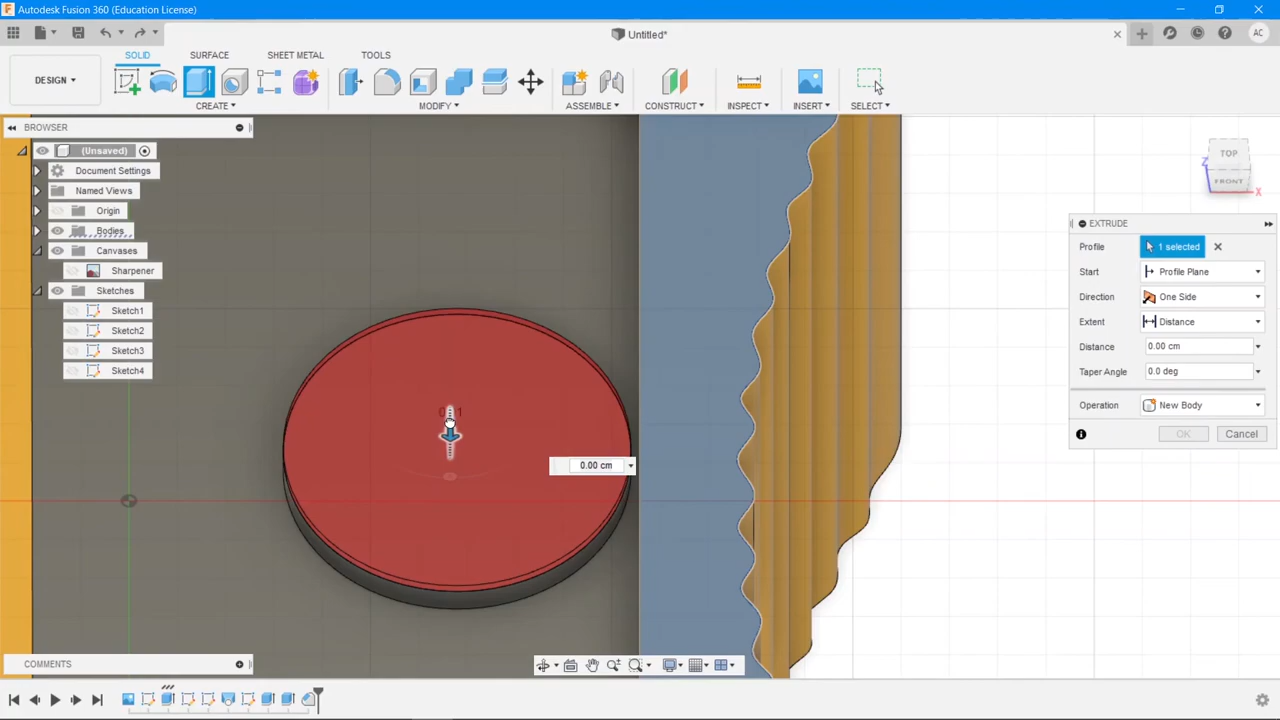 Autodesk Fusion 360 (Education License)
Untitled*
AC
DESIGN
SOLID
SURFACE
SHEET METAL
TOOLS
CREATE
MODIFY
ASSEMBLE
CONSTRUCT
INSPECT
INSERT
SELECT
BROWSER
(Unsaved)
Document Settings
Named Views
Origin
Bodies
Canvases
Sharpener
Sketches
Sketch1
Sketch2
Sketch3
Sketch4
TOP
FRONT
Z
X
EXTRUDE
Profile 1 selected
Start Profile Plane
Direction One Side
Extent Distance
Distance 0.00 cm
Taper Angle 0.0 deg
Operation New Body
OK Cancel
0.00 cm
COMMENTS